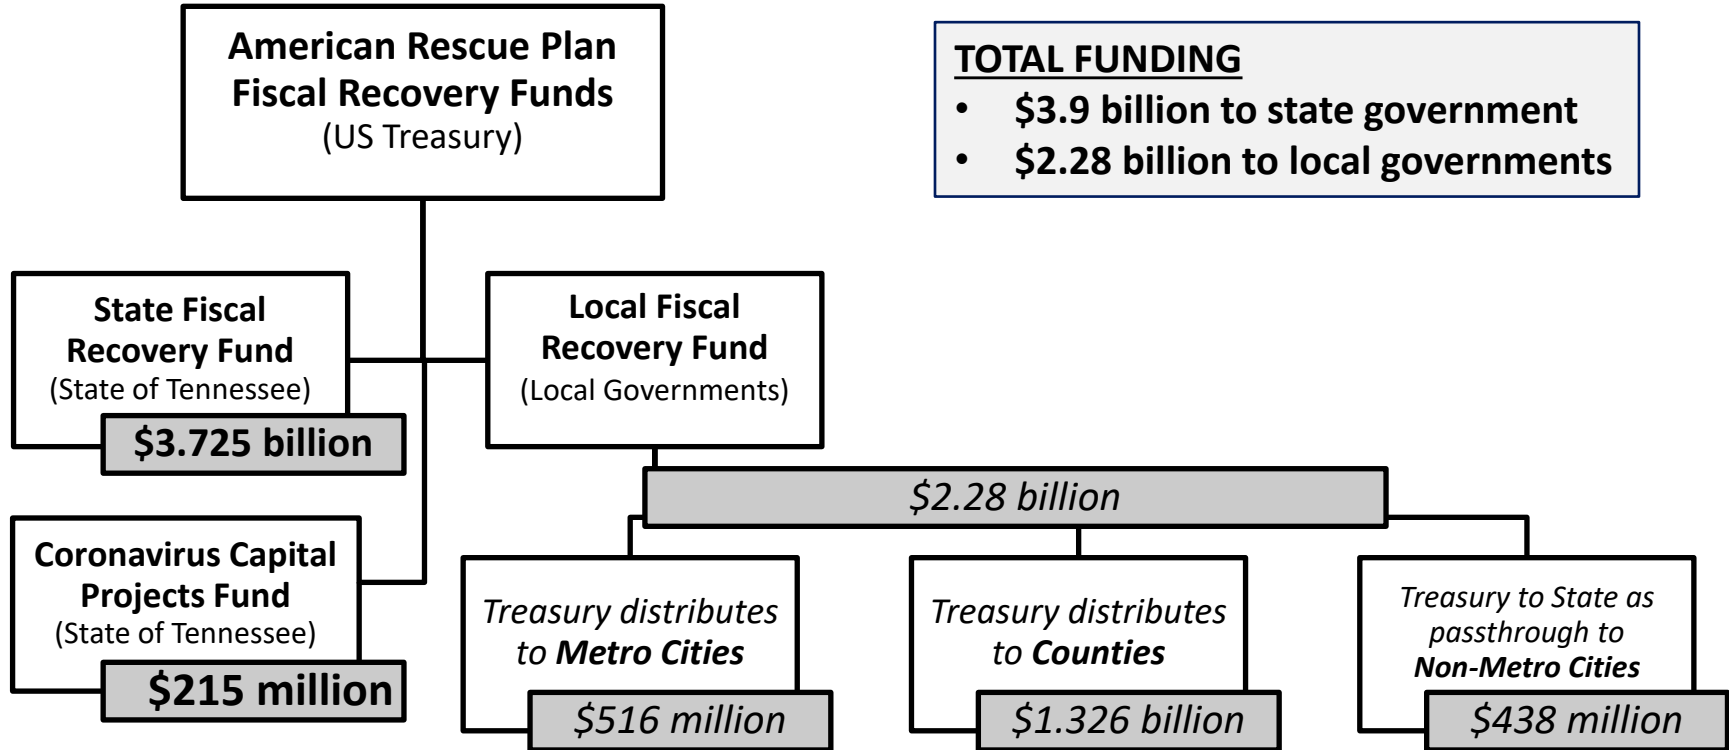 American Rescue Plan
Fiscal Recovery Funds
(US Treasury)
TOTAL FUNDING
• $3.9 billion to state government
• $2.28 billion to local governments
State Fiscal
Recovery Fund
(State of Tennessee)
$3.725 billion
Local Fiscal
Recovery Fund
(Local Governments)
$2.28 billion
Coronavirus Capital
Projects Fund
(State of Tennessee)
$215 million
Treasury distributes
to Metro Cities
$516 million
Treasury distributes
to Counties
$1.326 billion
Treasury to State as
passthrough to
Non-Metro Cities
$438 million